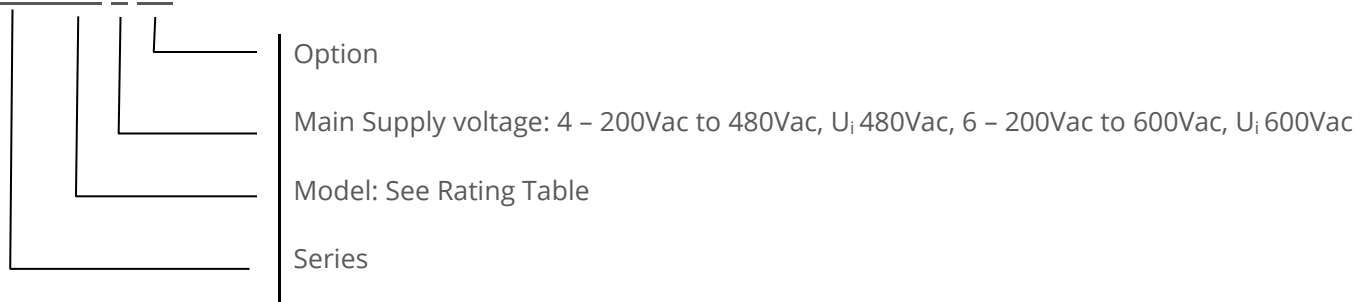 Option
Main Supply voltage: 4 – 200Vac to 480Vac, Ui 480Vac, 6 – 200Vac to 600Vac, Ui 600Vac
Model: See Rating Table
Series